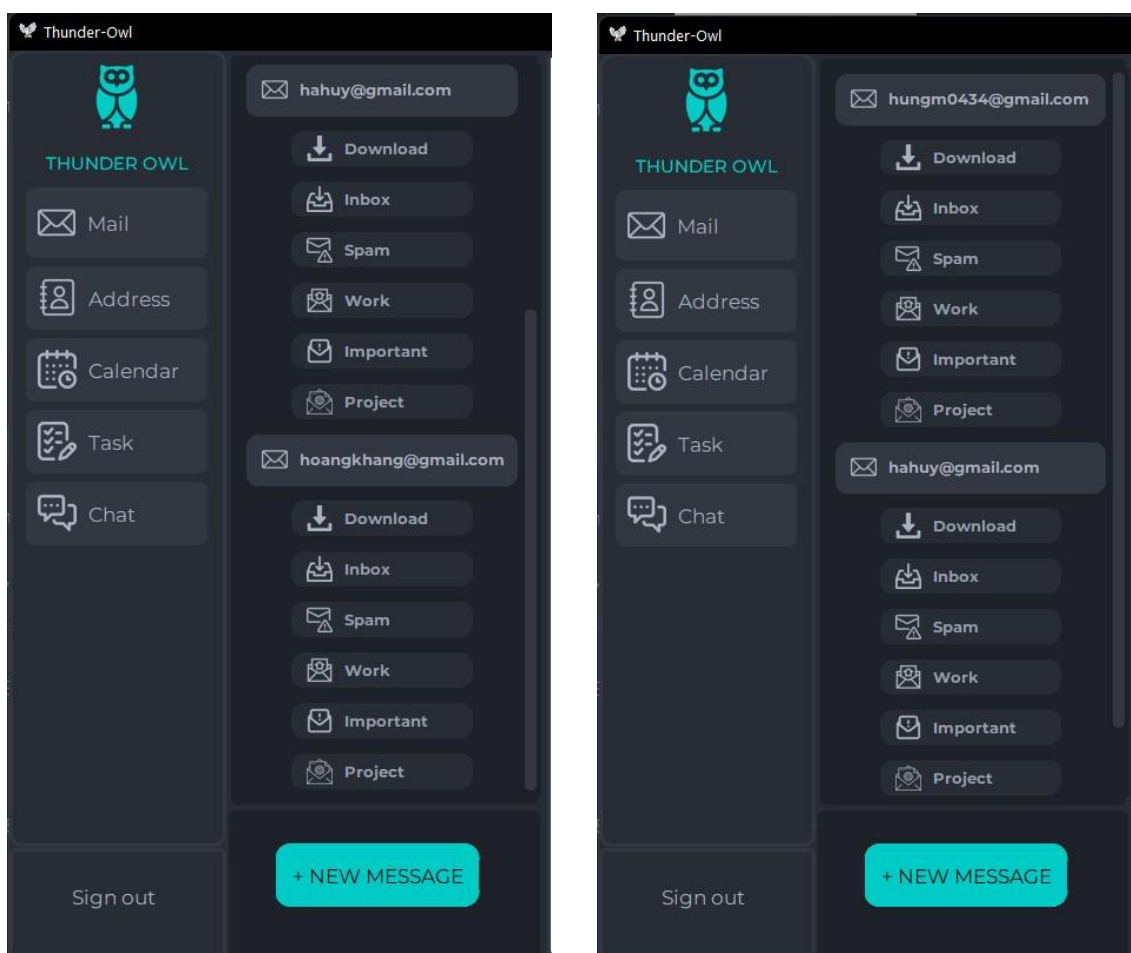 Thunder-Owl
THUNDER OWL
Mail
Address
Calendar
Task
Chat
Sign out
hahuy@gmail.com
Download
Inbox
Spam
Work
Important
Project
hoangkhang@gmail.com
Download
Inbox
Spam
Work
Important
Project
+ NEW MESSAGE
Thunder-Owl
THUNDER OWL
Mail
Address
Calendar
Task
Chat
Sign out
hungm0434@gmail.com
Download
Inbox
Spam
Work
Important
Project
hahuy@gmail.com
Download
Inbox
Spam
Work
Important
Project
+ NEW MESSAGE